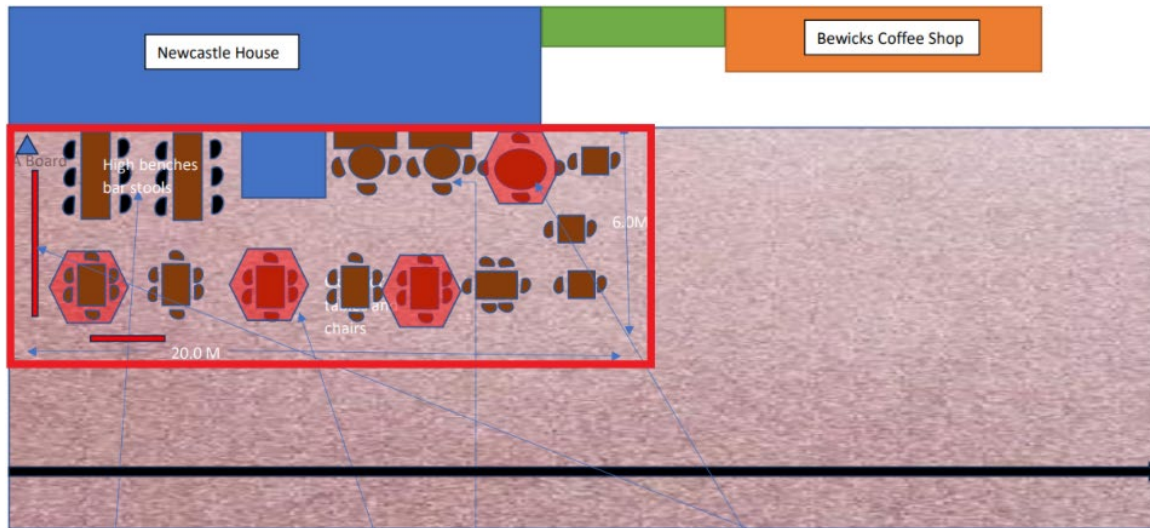 Newcastle House
Bewicks Coffee Shop
A Board
High benches
bar stools
6.0M
chairs
20.0 M